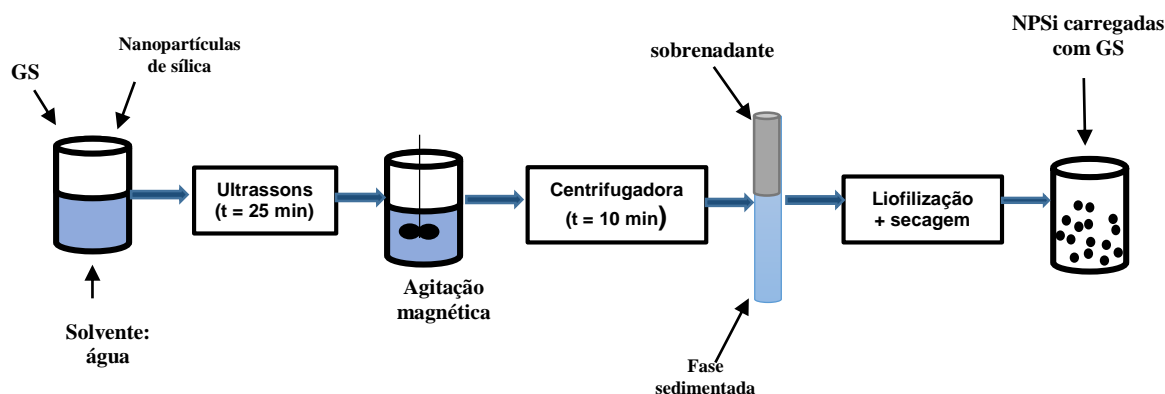 GS
Nanopartículas
de sílica
Solvente:
água
Ultrassons
(t = 25 min)
Agitação
magnética
Centrifugadora
(t = 10 min)
sobrenadante
Fase
sedimentada
Liofilização
+ secagem
NPSi carregadas
com GS